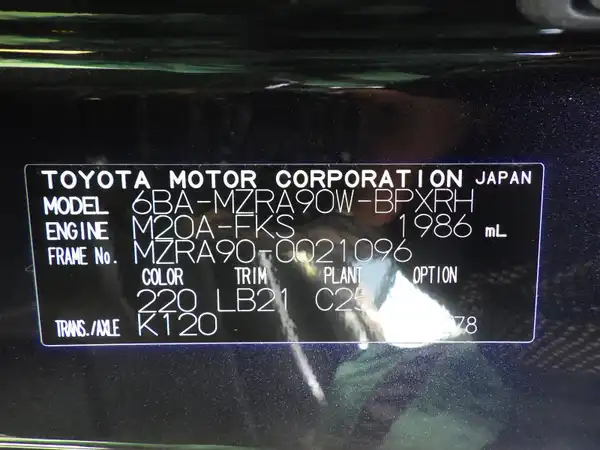 TOYOTA MOTOR CORPORATION JAPAN
MODEL 6BA-MZRA90W-BPXRH
ENGINE M20A-FKS 1986 mL
FRAME No. MZRA90-0021096
COLOR TRIM PLANT OPTION
220 LB21
TRANS./AXLE K120